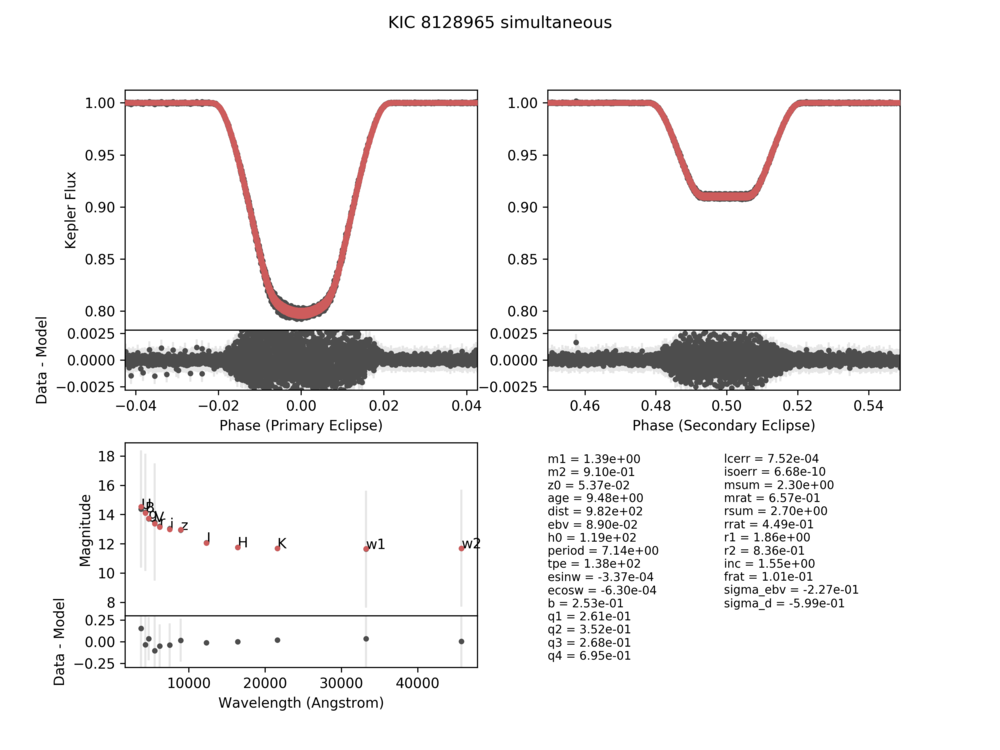 KIC 8128965 simultaneous
Kepler Flux
1.00
0.95
0.90
0.85
0.80
1.00
0.95
0.90
0.85
0.80
Data - Model
0.0025
0.0000
−0.0025
0.0025
0.0000
−0.0025
−0.04 −0.02 0.00 0.02 0.04
0.46 0.48 0.50 0.52 0.54
Phase (Primary Eclipse)
Phase (Secondary Eclipse)
Magnitude
18
16
14
12
10
8
B
V
i
z
J
H
K
w1
w2
Data - Model
0.25
0.00
−0.25
10000 20000 30000 40000
Wavelength (Angstrom)
m1 = 1.39e+00
m2 = 9.10e-01
z0 = 5.37e-02
age = 9.48e+00
dist = 9.82e+02
ebv = 8.90e-02
h0 = 1.19e+02
period = 7.14e+00
tpe = 1.38e+02
esinw = -3.37e-04
ecosw = -6.30e-04
b = 2.53e-01
q1 = 2.61e-01
q2 = 3.52e-01
q3 = 2.68e-01
q4 = 6.95e-01
lcerr = 7.52e-04
isoerr = 6.68e-10
msum = 2.30e+00
mrat = 6.57e-01
rsum = 2.70e+00
rrat = 4.49e-01
r1 = 1.86e+00
r2 = 8.36e-01
inc = 1.55e+00
frat = 1.01e-01
sigma_ebv = -2.27e-01
sigma_d = -5.99e-01